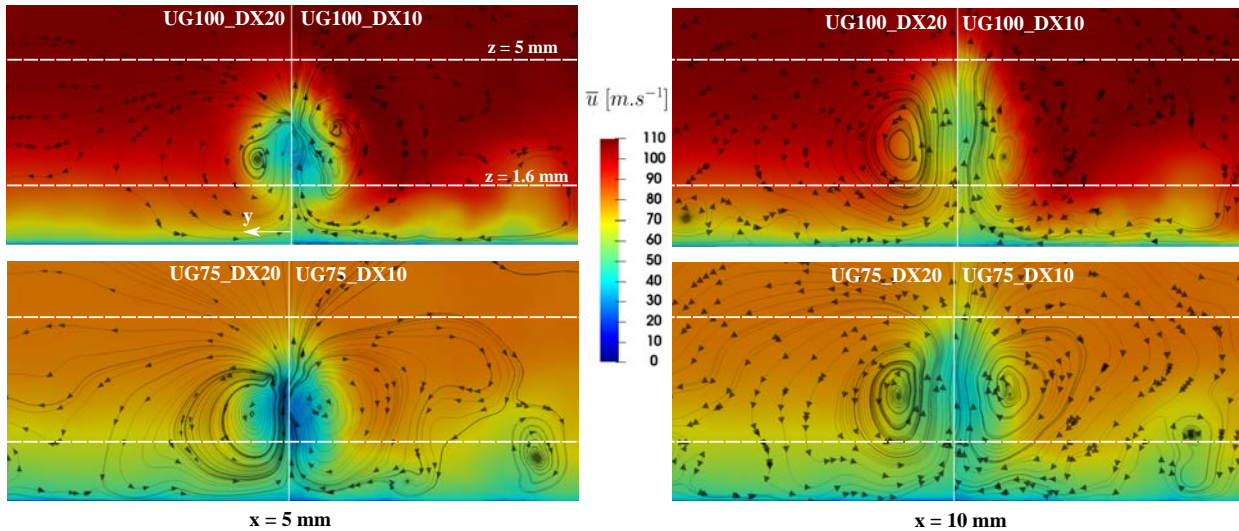 UG100_DX20 UG100_DX10
z = 5 mm
z = 1.6 mm
y
u̅ [m.s⁻¹]
110
100
90
80
70
60
50
40
30
20
10
0
UG100_DX20 UG100_DX10
UG75_DX20 UG75_DX10
UG75_DX20 UG75_DX10
x = 5 mm
x = 10 mm